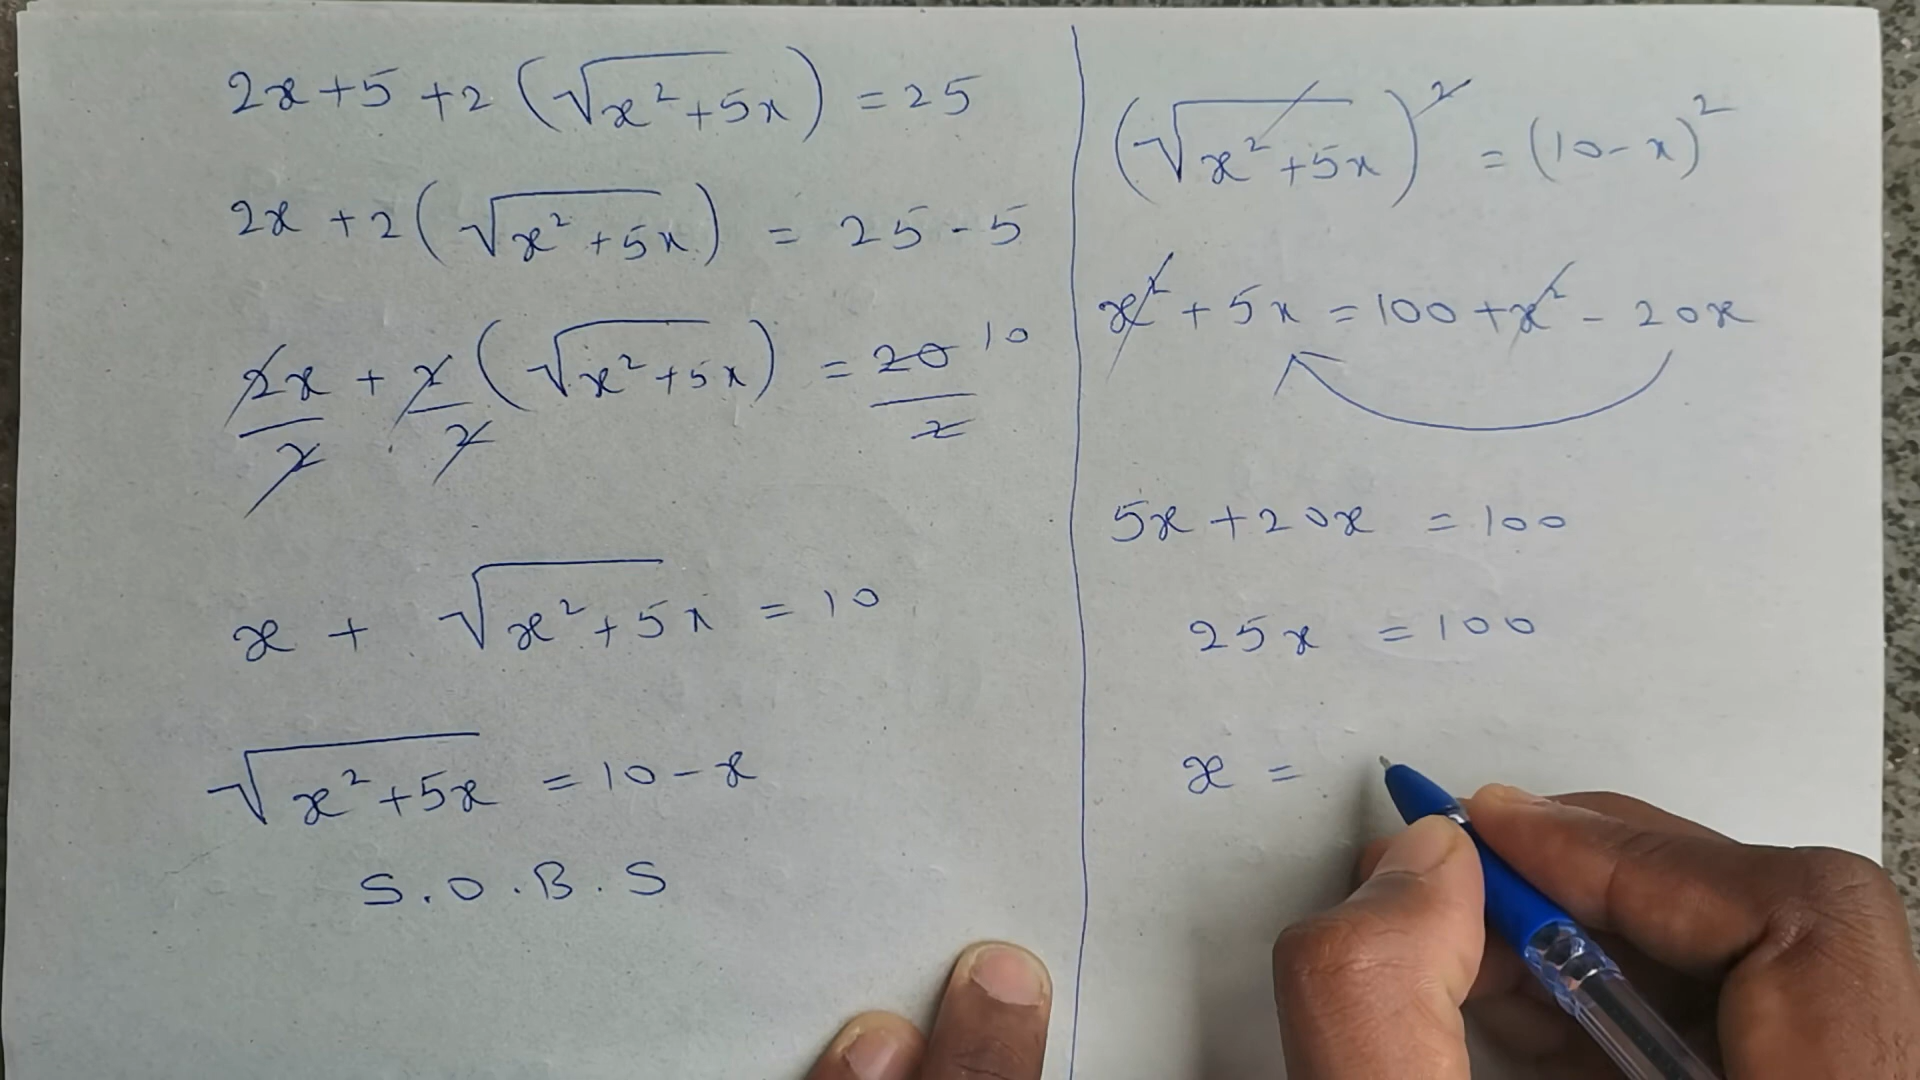 2x + 5 + 2 (√(x² + 5x)) = 25
2x + 2 (√(x² + 5x)) = 25 - 5
2x/2 + 2/2 (√(x² + 5x)) = 20/2 10
x + √(x² + 5x) = 10
√(x² + 5x) = 10 - x
S.O.B.S
(√(x² + 5x))² = (10 - x)²
x² + 5x = 100 + x² - 20x
5x + 20x = 100
25x = 100
x =